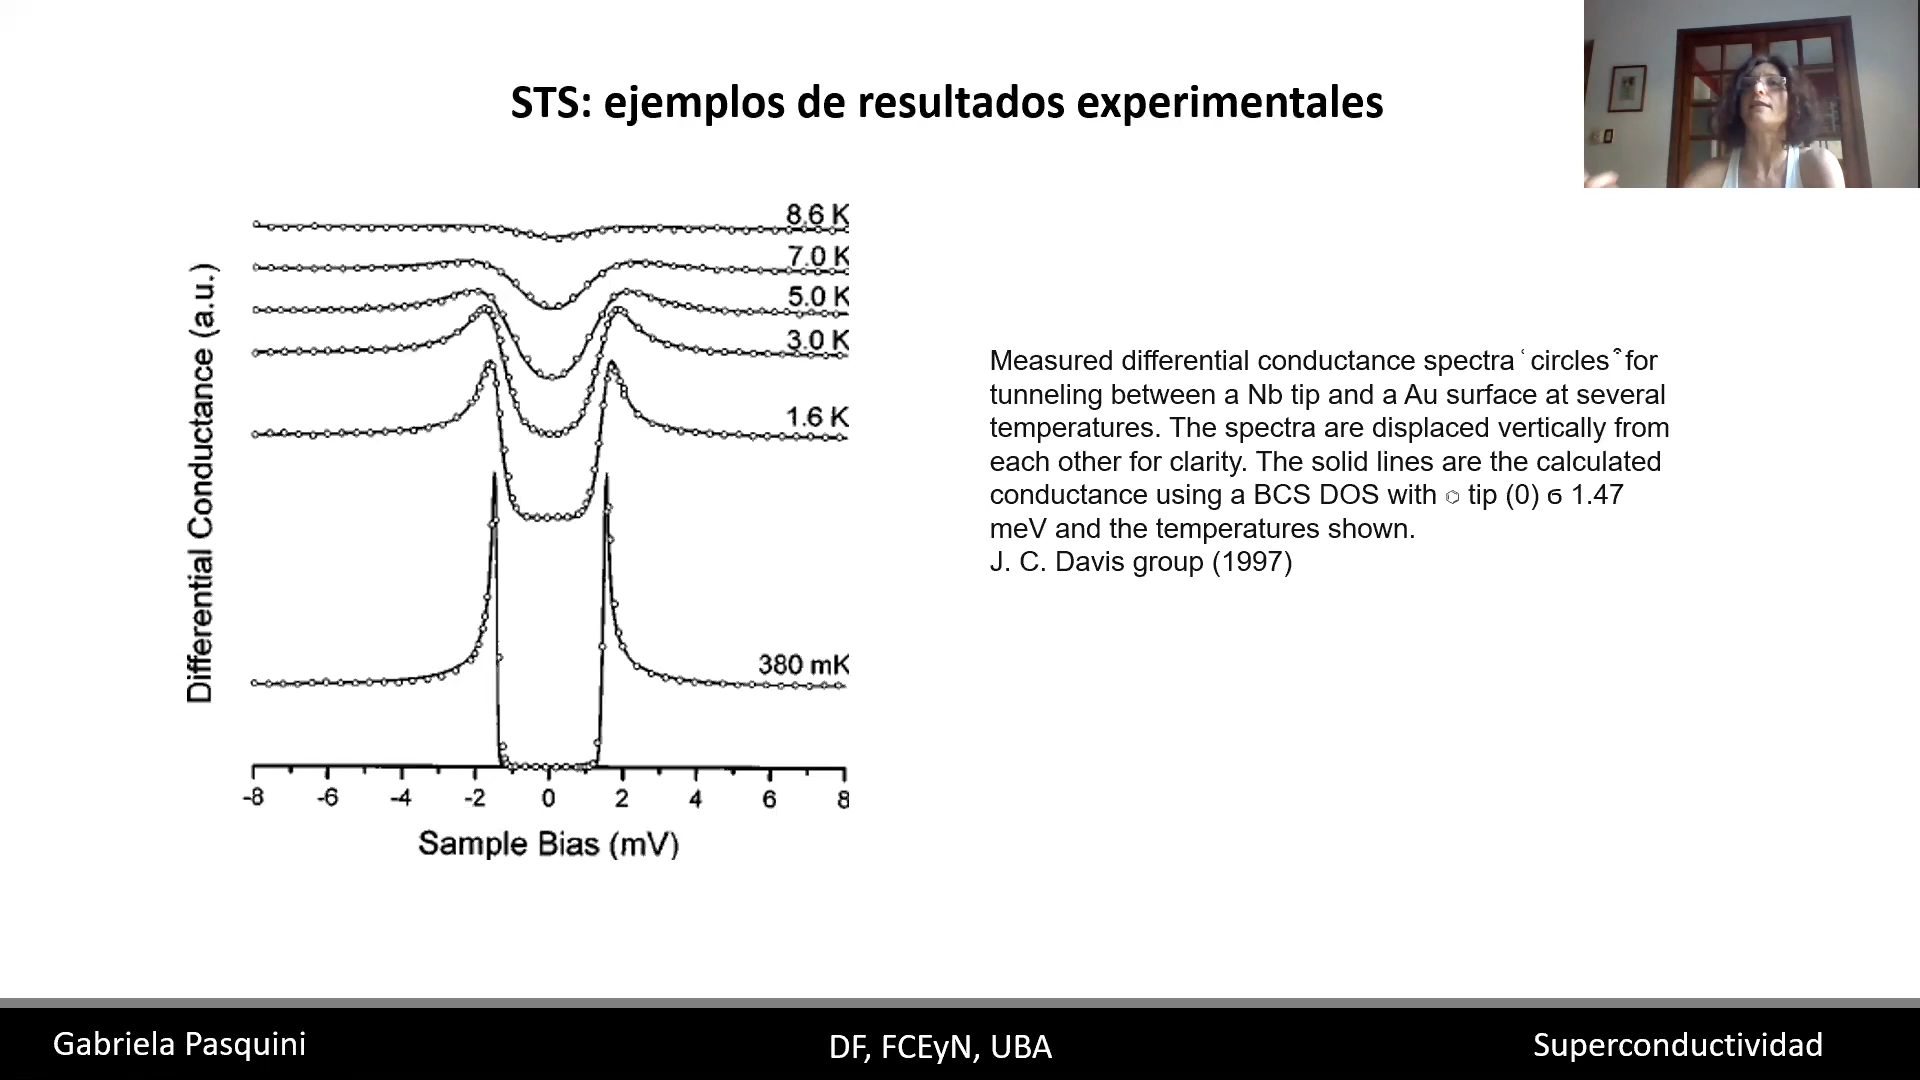 STS: ejemplos de resultados experimentales
8.6 K
7.0 K
5.0 K
3.0 K
1.6 K
380 mK
Differential Conductance (a.u.)
-8 -6 -4 -2 0 2 4 6 8
Sample Bias (mV)
Measured differential conductance spectra ʿcircles ̑ for
tunneling between a Nb tip and a Au surface at several
temperatures. The spectra are displaced vertically from
each other for clarity. The solid lines are the calculated
conductance using a BCS DOS with ⌬ tip (0) ϭ 1.47
meV and the temperatures shown.
J. C. Davis group (1997)
Gabriela Pasquini
DF, FCEyN, UBA
Superconductividad